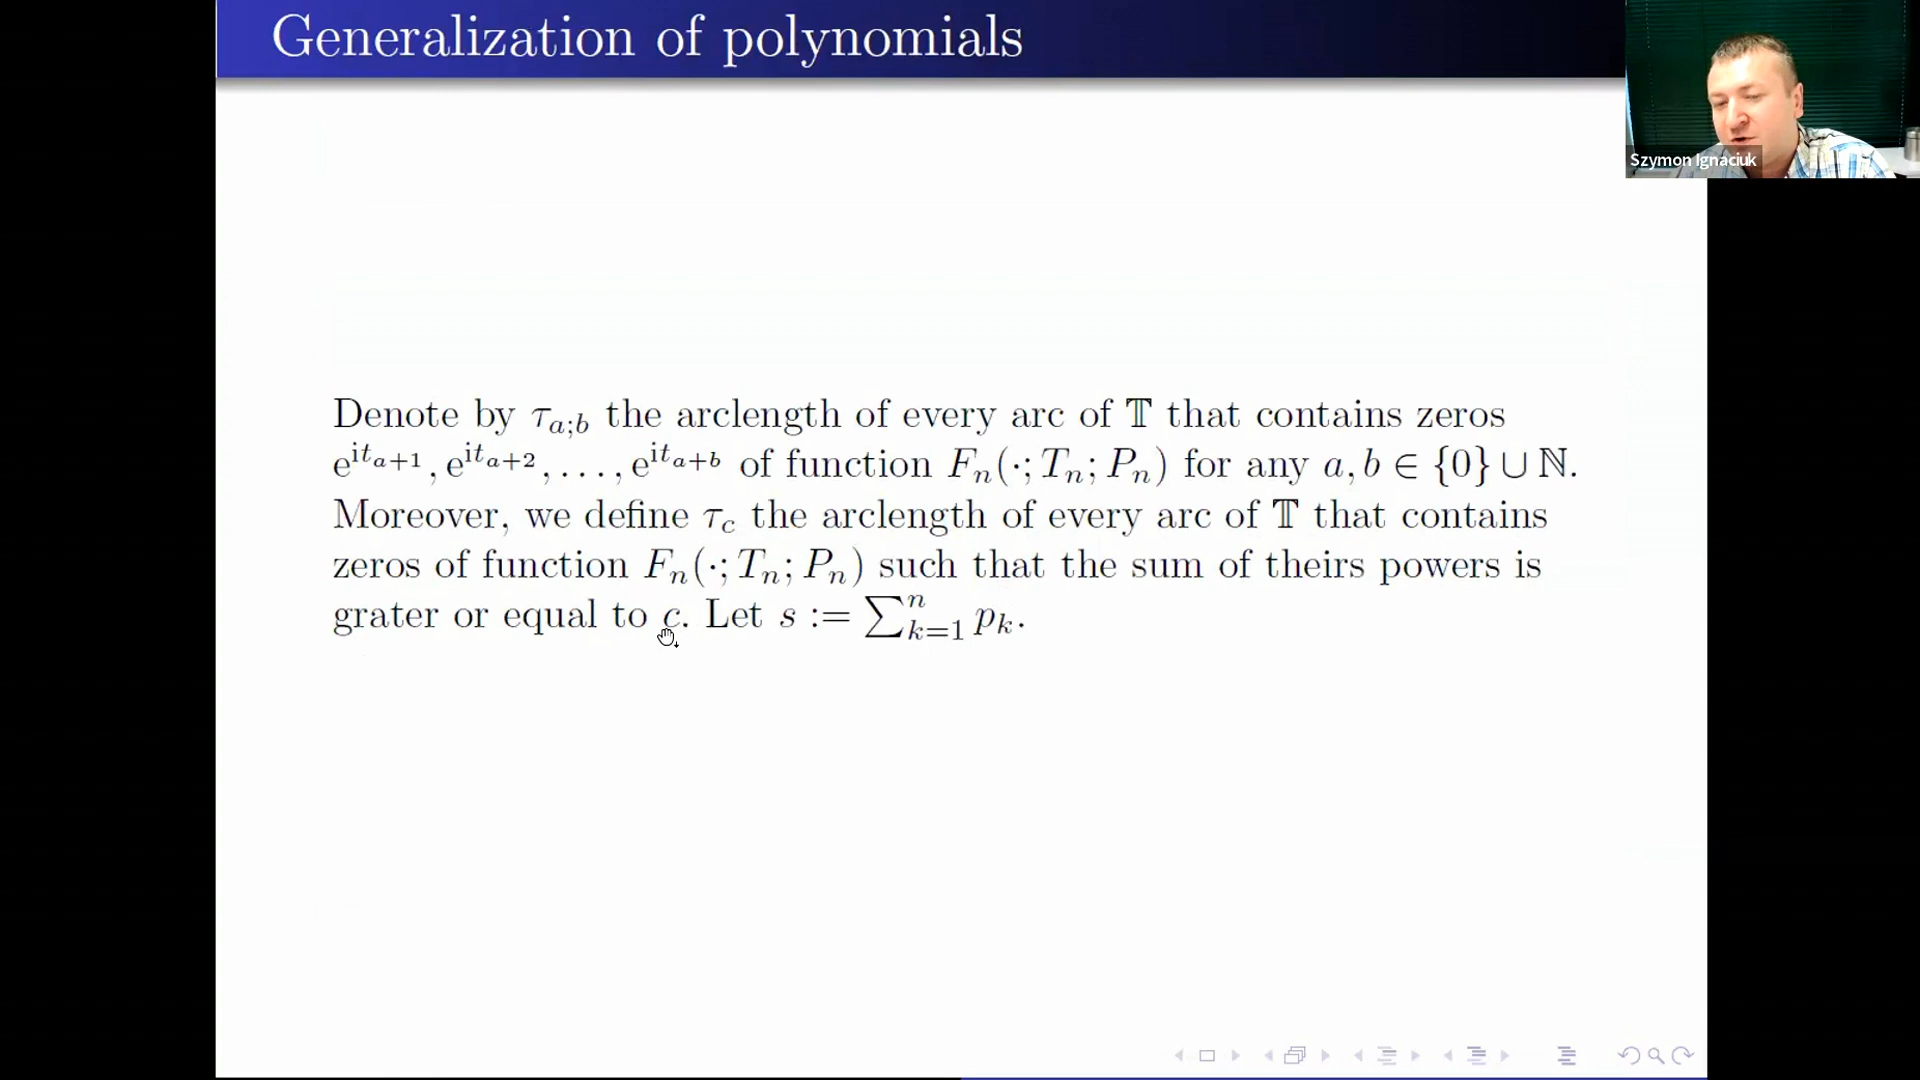 Generalization of polynomials
Szymon Ignaciuk
Denote by τ_{a;b} the arclength of every arc of 𝕋 that contains zeros
e^{it_{a+1}}, e^{it_{a+2}}, . . . , e^{it_{a+b}} of function F_n(·; T_n; P_n) for any a, b ∈ {0} ∪ ℕ.
Moreover, we define τ_c the arclength of every arc of 𝕋 that contains
zeros of function F_n(·; T_n; P_n) such that the sum of theirs powers is
grater or equal to c. Let s := ∑_{k=1}^{n} p_k.